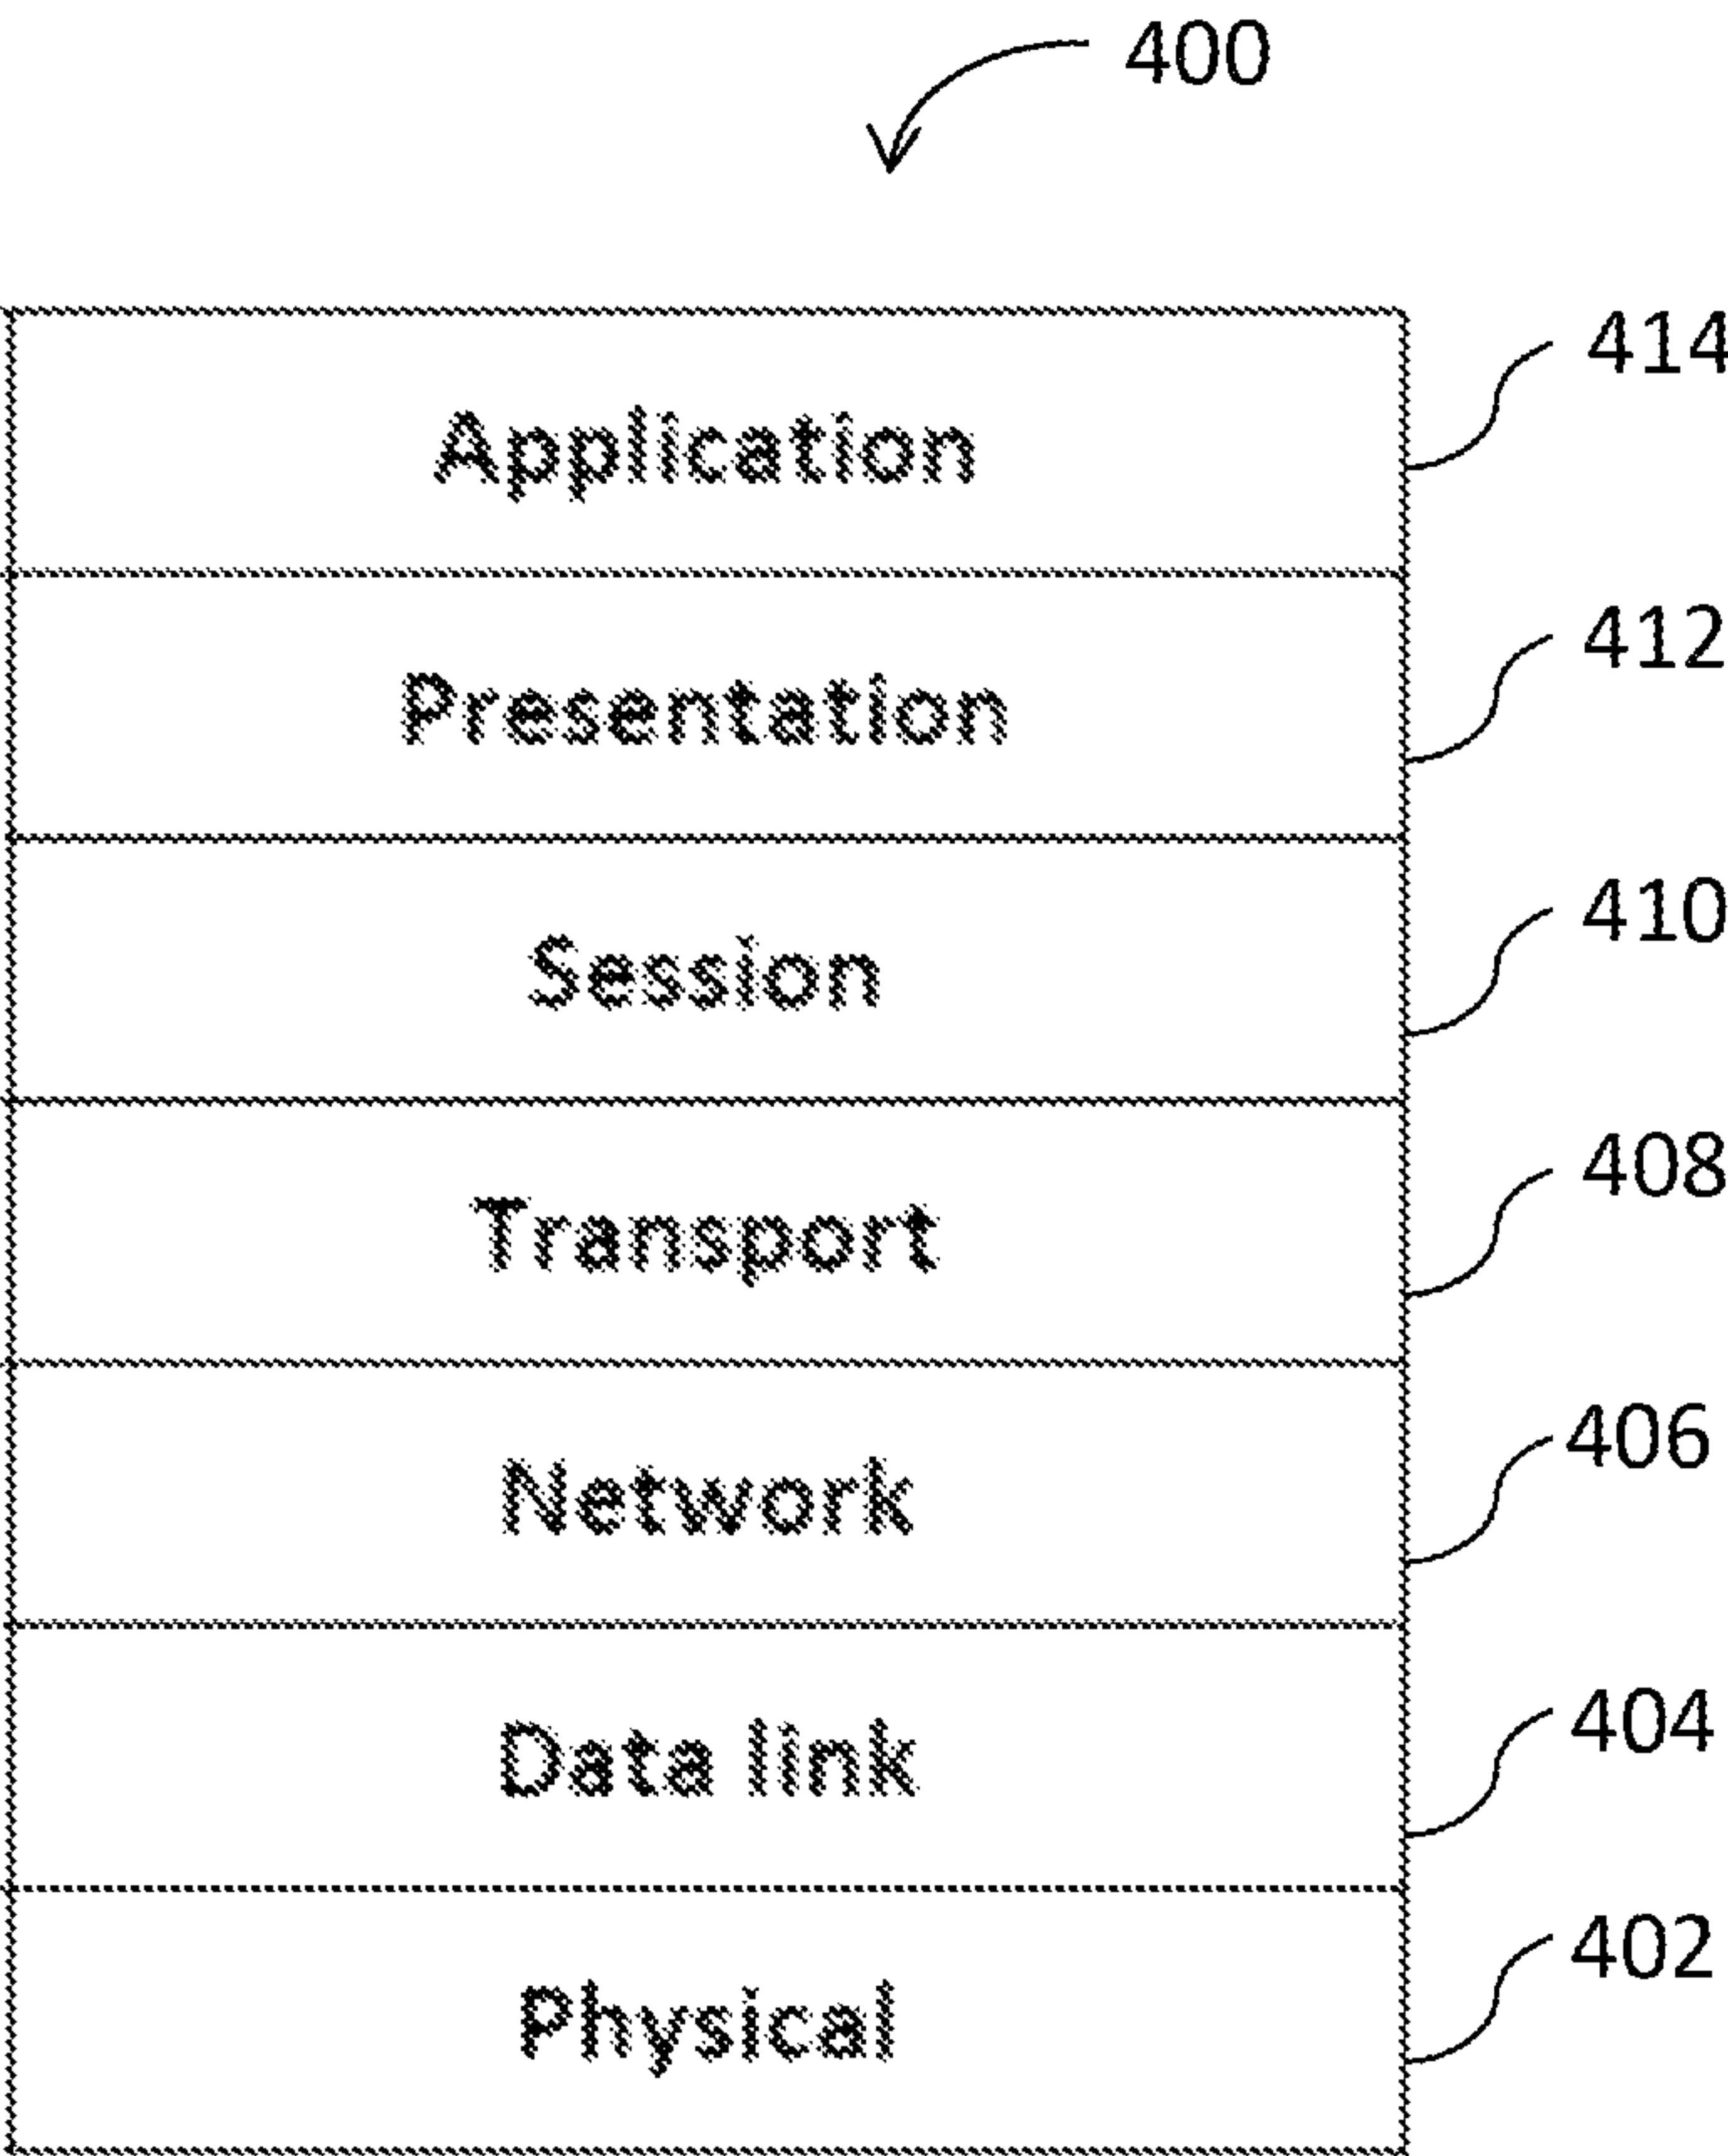 400
Application
414
Presentation
412
Session
410
Transport
408
Network
406
Data link
404
Physical
402